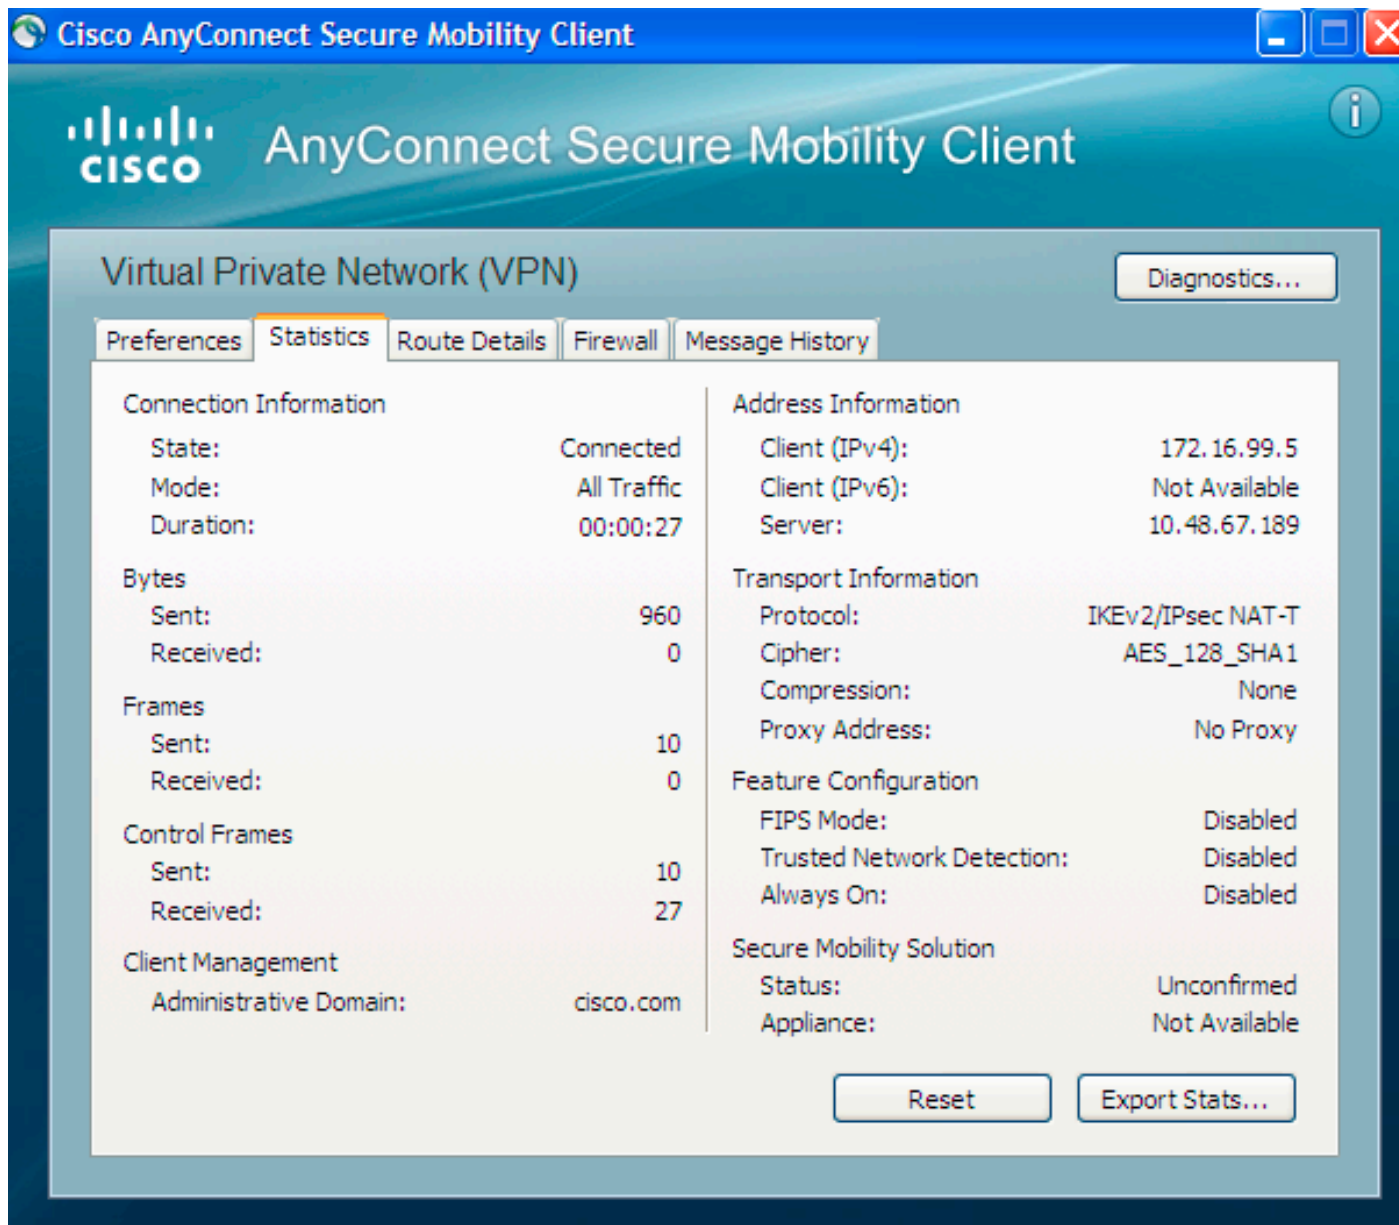 Cisco AnyConnect Secure Mobility Client
CISCO
AnyConnect Secure Mobility Client
Virtual Private Network (VPN)
Diagnostics...
Preferences Statistics Route Details Firewall Message History
Connection Information
State: Connected
Mode: All Traffic
Duration: 00:00:27
Bytes
Sent: 960
Received: 0
Frames
Sent: 10
Received: 0
Control Frames
Sent: 10
Received: 27
Client Management
Administrative Domain: cisco.com
Address Information
Client (IPv4): 172.16.99.5
Client (IPv6): Not Available
Server: 10.48.67.189
Transport Information
Protocol: IKEv2/IPsec NAT-T
Cipher: AES_128_SHA1
Compression: None
Proxy Address: No Proxy
Feature Configuration
FIPS Mode: Disabled
Trusted Network Detection: Disabled
Always On: Disabled
Secure Mobility Solution
Status: Unconfirmed
Appliance: Not Available
Reset Export Stats...